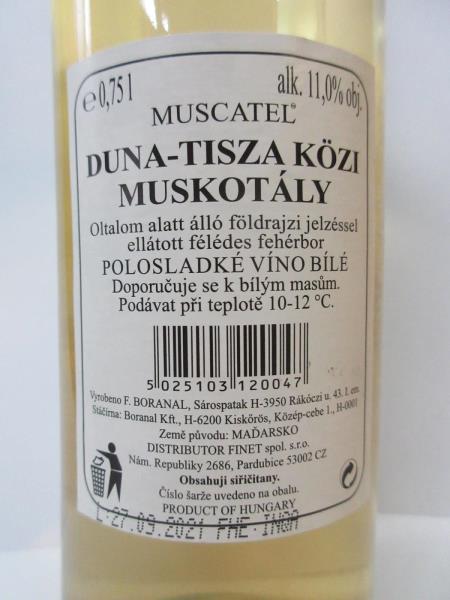 ℮ 0,75 l alk. 11,0% obj.
MUSCATEL®
DUNA-TISZA KÖZI
MUSKOTÁLY
Oltalom alatt álló földrajzi jelzéssel
ellátott félédes fehérbor
POLOSLADKÉ VÍNO BÍLÉ
Doporučuje se k bílým masům.
Podávat při teplotě 10-12 °C.
5 025103 120047
Vyrobeno F. BORANAL, Sárospatak H-3950 Rákóczi u. 43. I. em.
Stáčírna: Boranal Kft., H-6200 Kiskőrös, Közép-cebe 1., H-0001
Země původu: MAĎARSKO
DISTRIBUTOR FINET spol. s.r.o.
Nám. Republiky 2686, Pardubice 53002 CZ
Obsahuji siřičitany.
Číslo šarže uvedeno na obalu.
PRODUCT OF HUNGARY
L-27.09.2021